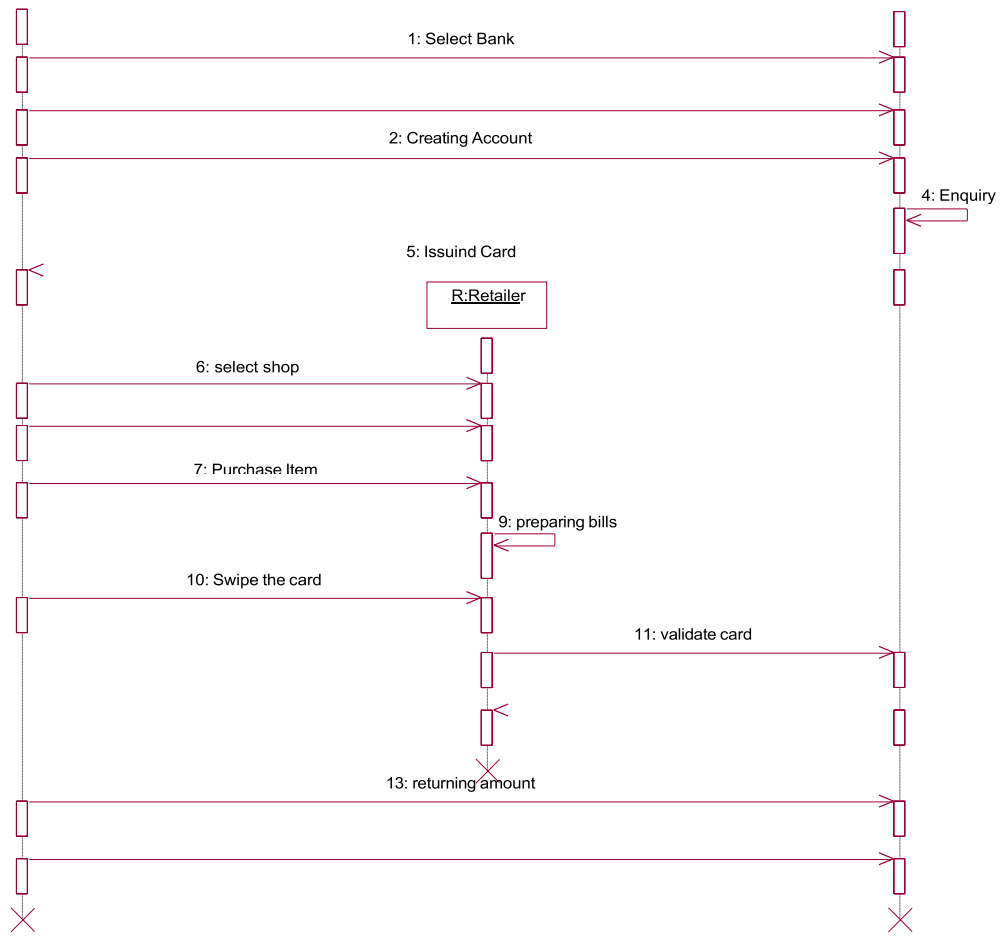 1: Select Bank
2: Creating Account
4: Enquiry
5: Issuind Card
R:Retailer
6: select shop
7: Purchase Item
9: preparing bills
10: Swipe the card
11: validate card
13: returning amount